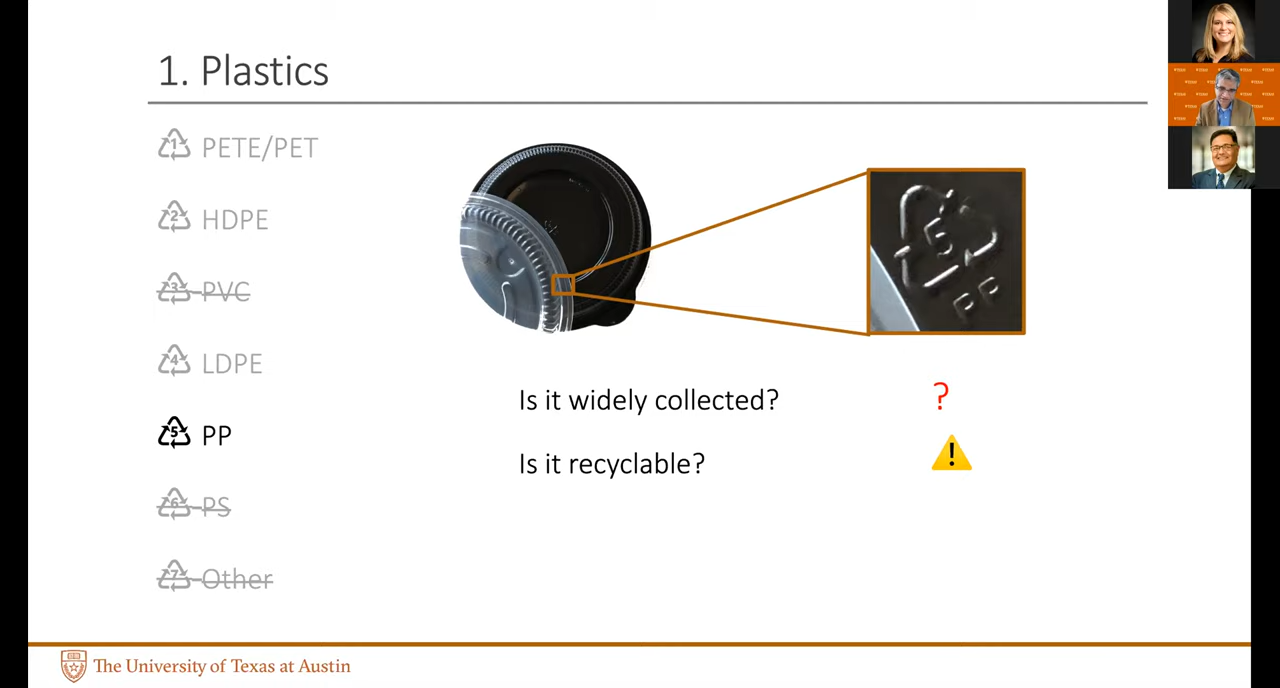 1. Plastics
1 PETE/PET
2 HDPE
3 PVC
4 LDPE
5 PP
6 PS
7 Other
5
PP
Is it widely collected? ?
Is it recyclable? !
The University of Texas at Austin